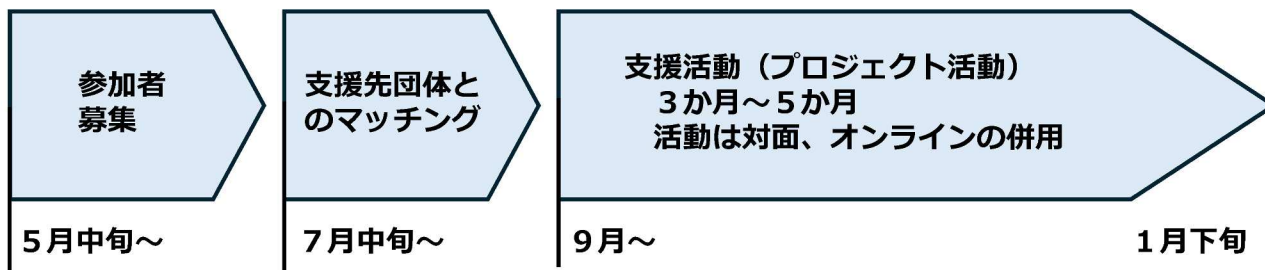 参加者
募集
支援先団体と
のマッチング
支援活動（プロジェクト活動）
３か月～５か月
活動は対面、オンラインの併用
５月中旬～
７月中旬～
９月～
１月下旬